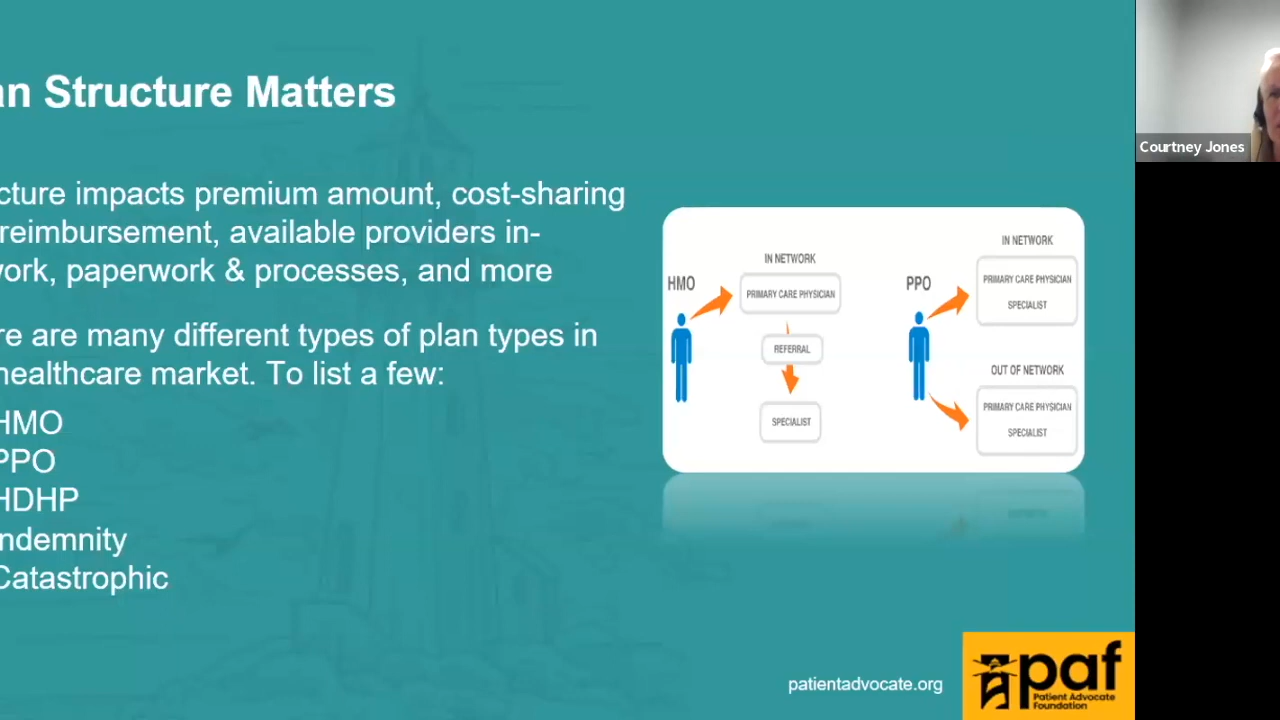 an Structure Matters
cture impacts premium amount, cost-sharing
reimbursement, available providers in-
work, paperwork & processes, and more
re are many different types of plan types in
healthcare market. To list a few:
HMO
PPO
HDHP
ndemnity
Catastrophic
HMO
IN NETWORK
PRIMARY CARE PHYSICIAN
REFERRAL
SPECIALIST
PPO
IN NETWORK
PRIMARY CARE PHYSICIAN
SPECIALIST
OUT OF NETWORK
PRIMARY CARE PHYSICIAN
SPECIALIST
patientadvocate.org
paf
Patient Advocate
Foundation
Courtney Jones